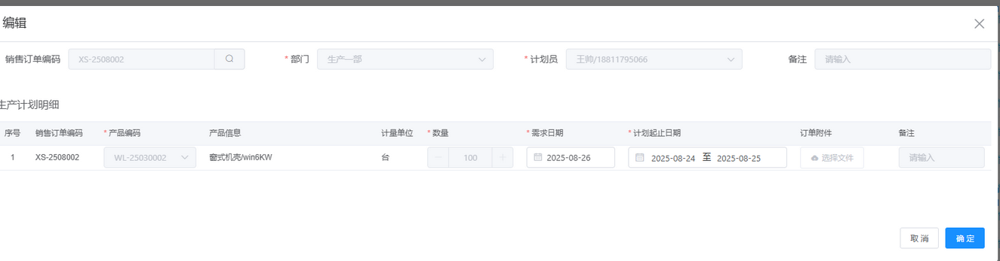 编辑
销售订单编码 XS-2508002 * 部门 生产一部 * 计划员 王帅/18811795066 备注 请输入
生产计划明细
序号 销售订单编码 * 产品编码 产品信息 计量单位 * 数量 * 需求日期 * 计划起止日期 订单附件 备注
1 XS-2508002 WL-25030002 窗式机壳/win6KW 台 100 2025-08-26 2025-08-24 至 2025-08-25 选择文件 请输入
取消 确定